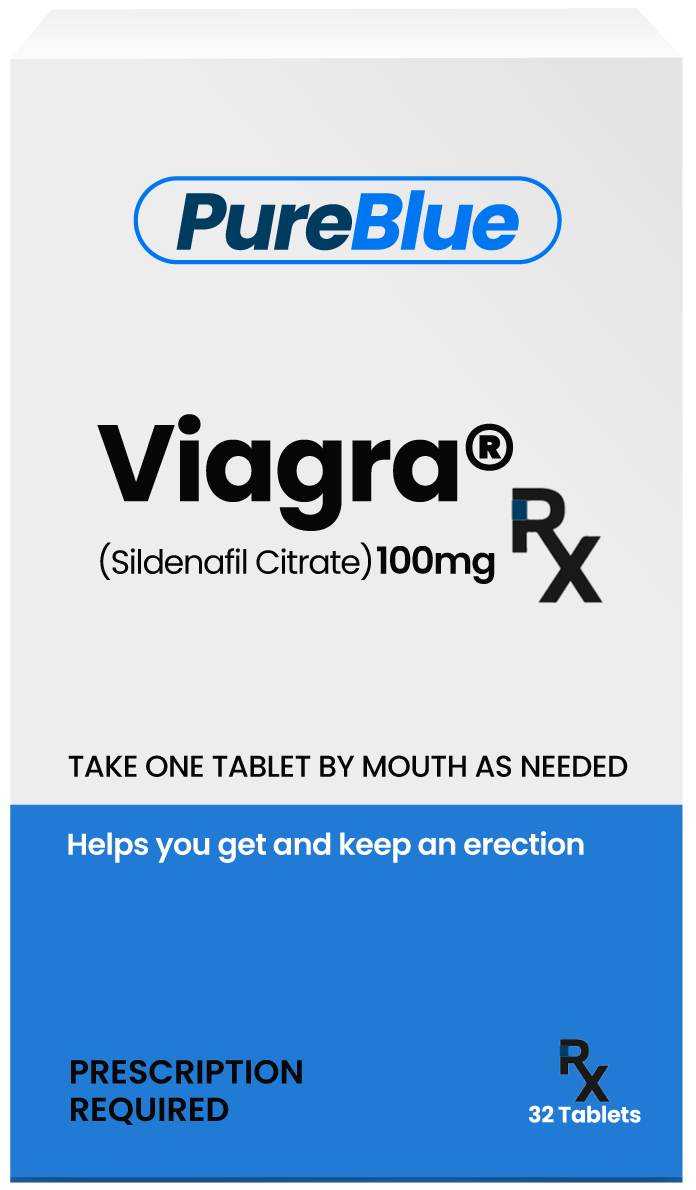 PureBlue
Viagra®
(Sildenafil Citrate) 100mg
RX
TAKE ONE TABLET BY MOUTH AS NEEDED
Helps you get and keep an erection
PRESCRIPTION
REQUIRED
RX
32 Tablets